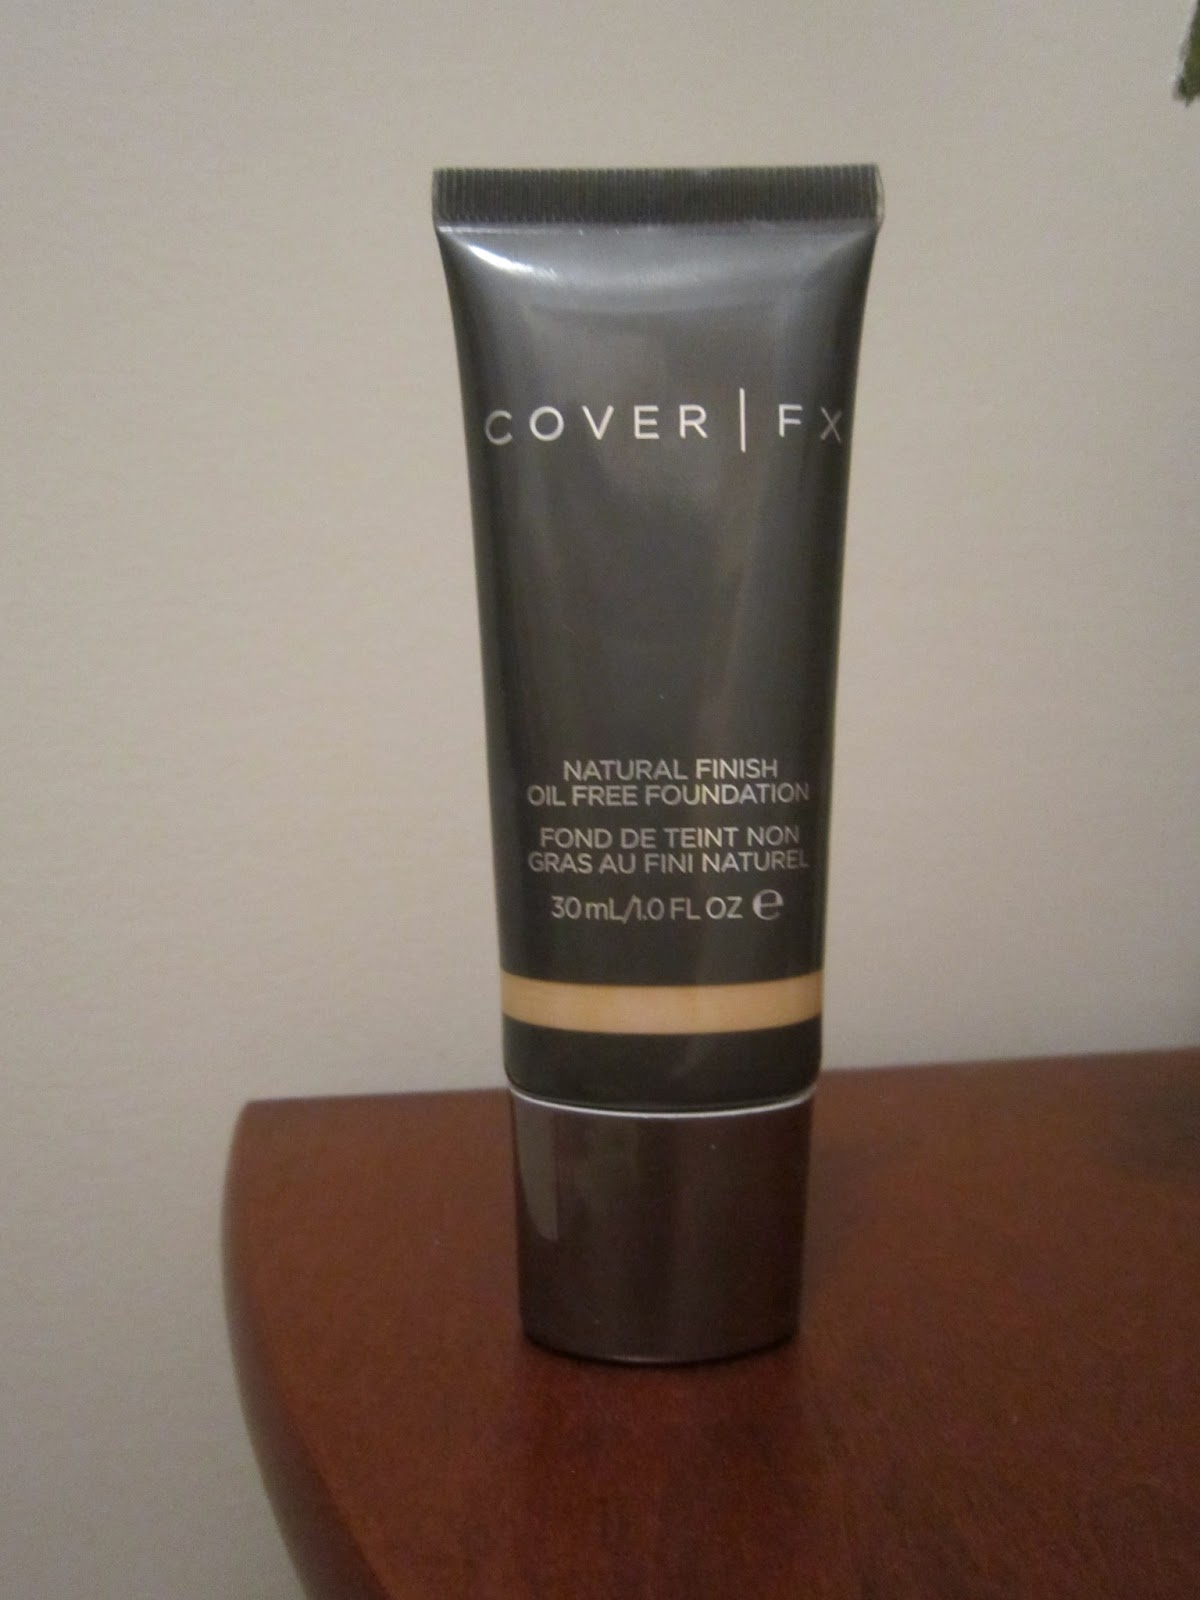 COVER | FX
NATURAL FINISH
OIL FREE FOUNDATION
FOND DE TEINT NON
GRAS AU FINI NATUREL
30 mL/1.0 FL OZ ℮